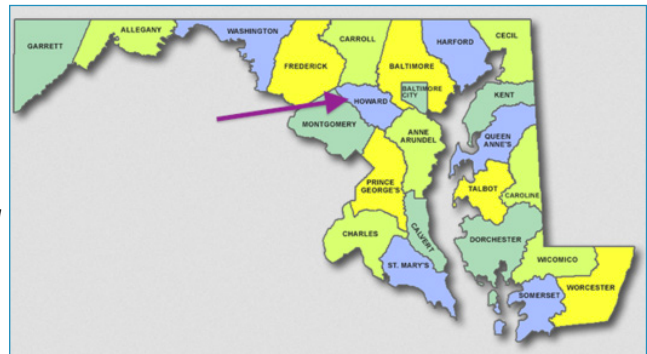 GARRETT
ALLEGANY
WASHINGTON
FREDERICK
CARROLL
BALTIMORE
HARFORD
CECIL
BALTIMORE
CITY
HOWARD
MONTGOMERY
ANNE
ARUNDEL
KENT
QUEEN
ANNE'S
PRINCE
GEORGE'S
TALBOT
CAROLINE
CHARLES
CALVERT
ST. MARY'S
DORCHESTER
WICOMICO
SOMERSET
WORCESTER